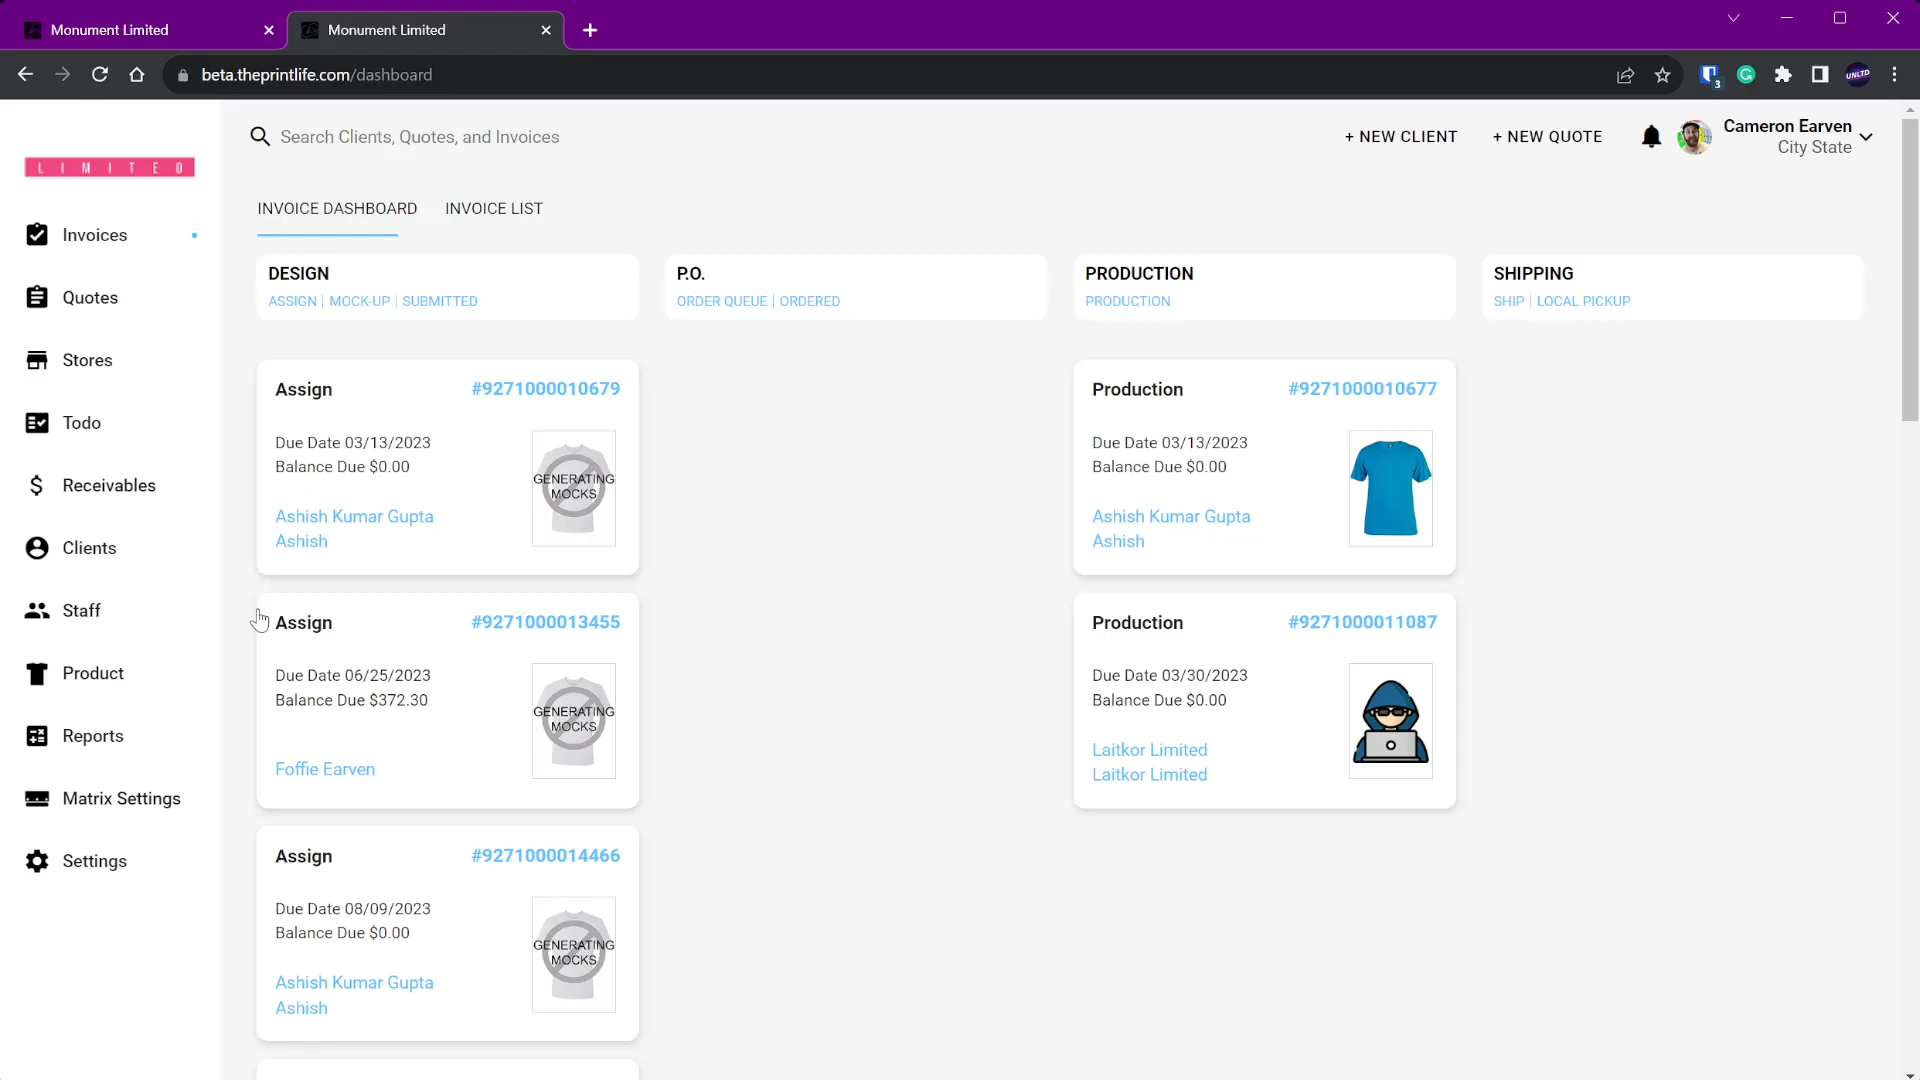 Monument Limited
Monument Limited
beta.theprintlife.com/dashboard
3
UNLTD
LIMITED
Search Clients, Quotes, and Invoices
+ NEW CLIENT
+ NEW QUOTE
Cameron Earven
City State
Invoices
Quotes
Stores
Todo
Receivables
Clients
Staff
Product
Reports
Matrix Settings
Settings
INVOICE DASHBOARD
INVOICE LIST
DESIGN
ASSIGN | MOCK-UP | SUBMITTED
P.O.
ORDER QUEUE | ORDERED
PRODUCTION
PRODUCTION
SHIPPING
SHIP | LOCAL PICKUP
Assign
#9271000010679
Due Date 03/13/2023
Balance Due $0.00
Ashish Kumar Gupta
Ashish
GENERATING
MOCKS
Production
#9271000010677
Due Date 03/13/2023
Balance Due $0.00
Ashish Kumar Gupta
Ashish
Assign
#9271000013455
Due Date 06/25/2023
Balance Due $372.30
Foffie Earven
GENERATING
MOCKS
Production
#9271000011087
Due Date 03/30/2023
Balance Due $0.00
Laitkor Limited
Laitkor Limited
Assign
#9271000014466
Due Date 08/09/2023
Balance Due $0.00
Ashish Kumar Gupta
Ashish
GENERATING
MOCKS